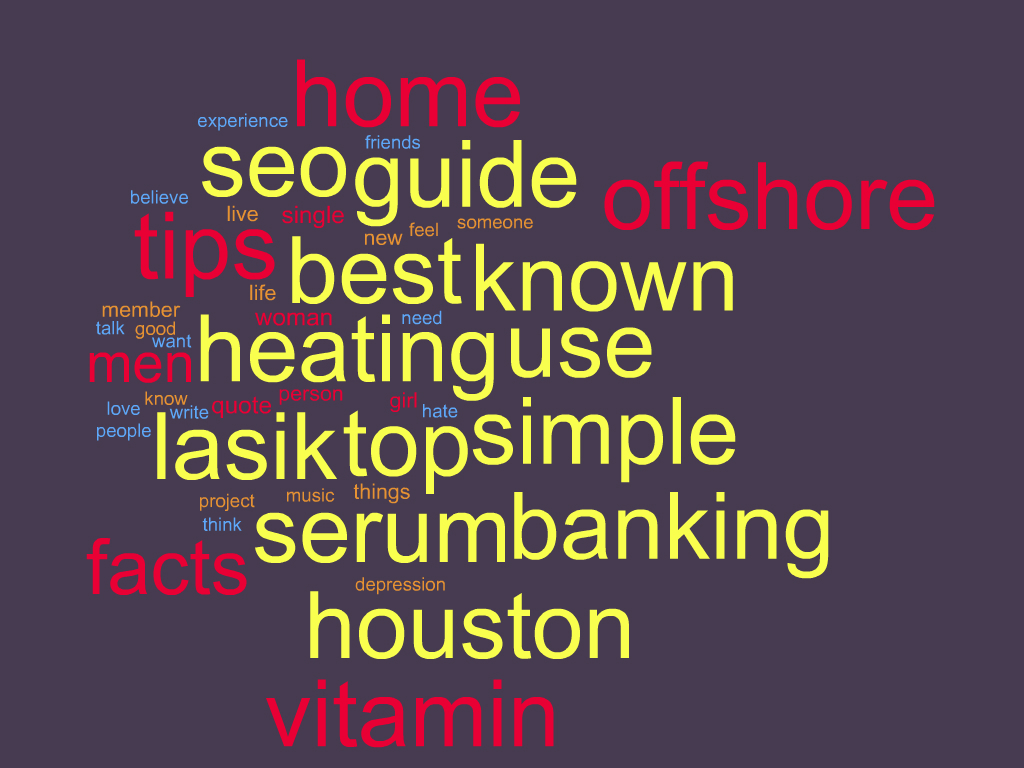 home
experience
friends
seo guide
believe
offshore
live single
someone
tips
new feel
best known
life
member
woman need
talk good
want
heating use
men
know
person
girl
love write quote
hate
people
lasik top simple
project music things
think
serum banking
facts
depression
houston
vitamin